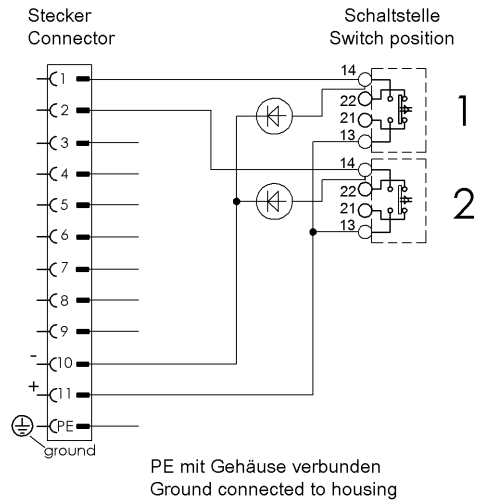 Stecker
Connector
Schaltstelle
Switch position
1
2
3
4
5
6
7
8
9
- 10
+ 11
PE
ground
14
22
21
13
1
14
22
21
13
2
PE mit Gehäuse verbunden
Ground connected to housing